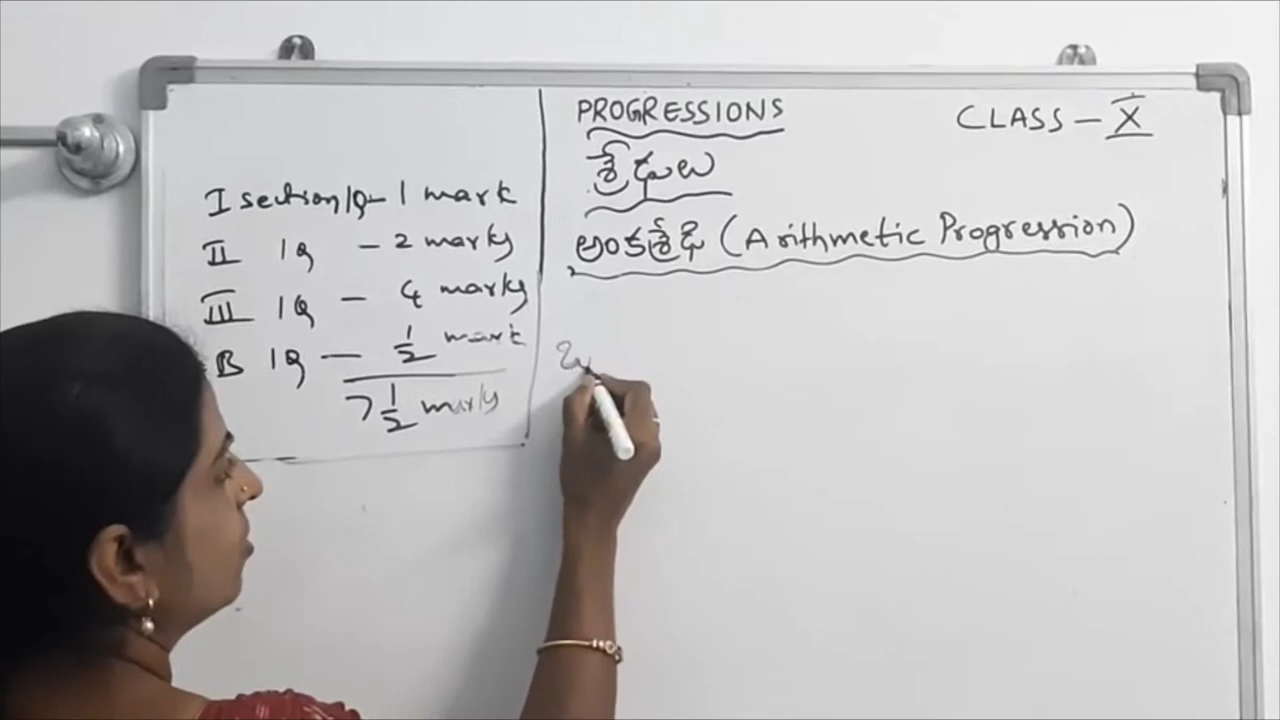 I section 1Q - 1 mark
II 1Q - 2 marks
III 1Q - 4 marks
B 1Q - 1/2 mark
7 1/2 marks
PROGRESSIONS
CLASS - X
శ్రేఢులు
అంకశ్రేఢి (Arithmetic Progression)